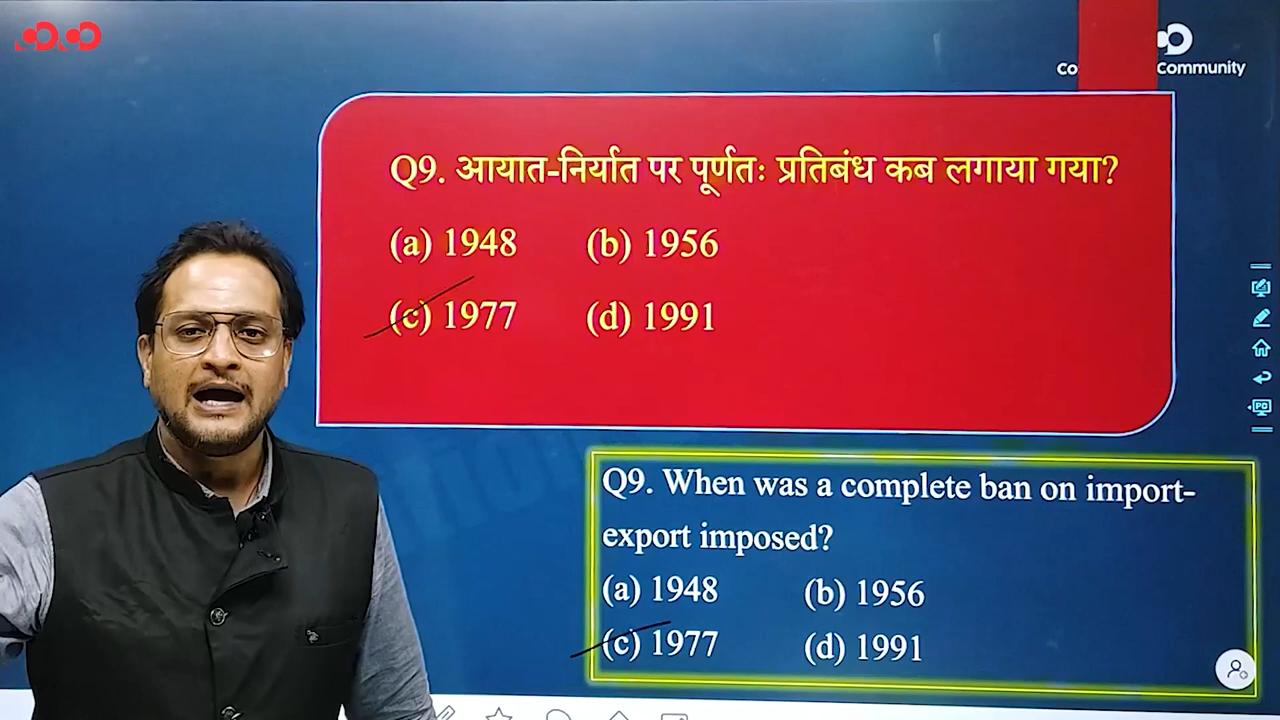 Community
Q9. आयात-निर्यात पर पूर्णतः प्रतिबंध कब लगाया गया?
(a) 1948 (b) 1956
(c) 1977 (d) 1991
Q9. When was a complete ban on import-
export imposed?
(a) 1948 (b) 1956
(c) 1977 (d) 1991